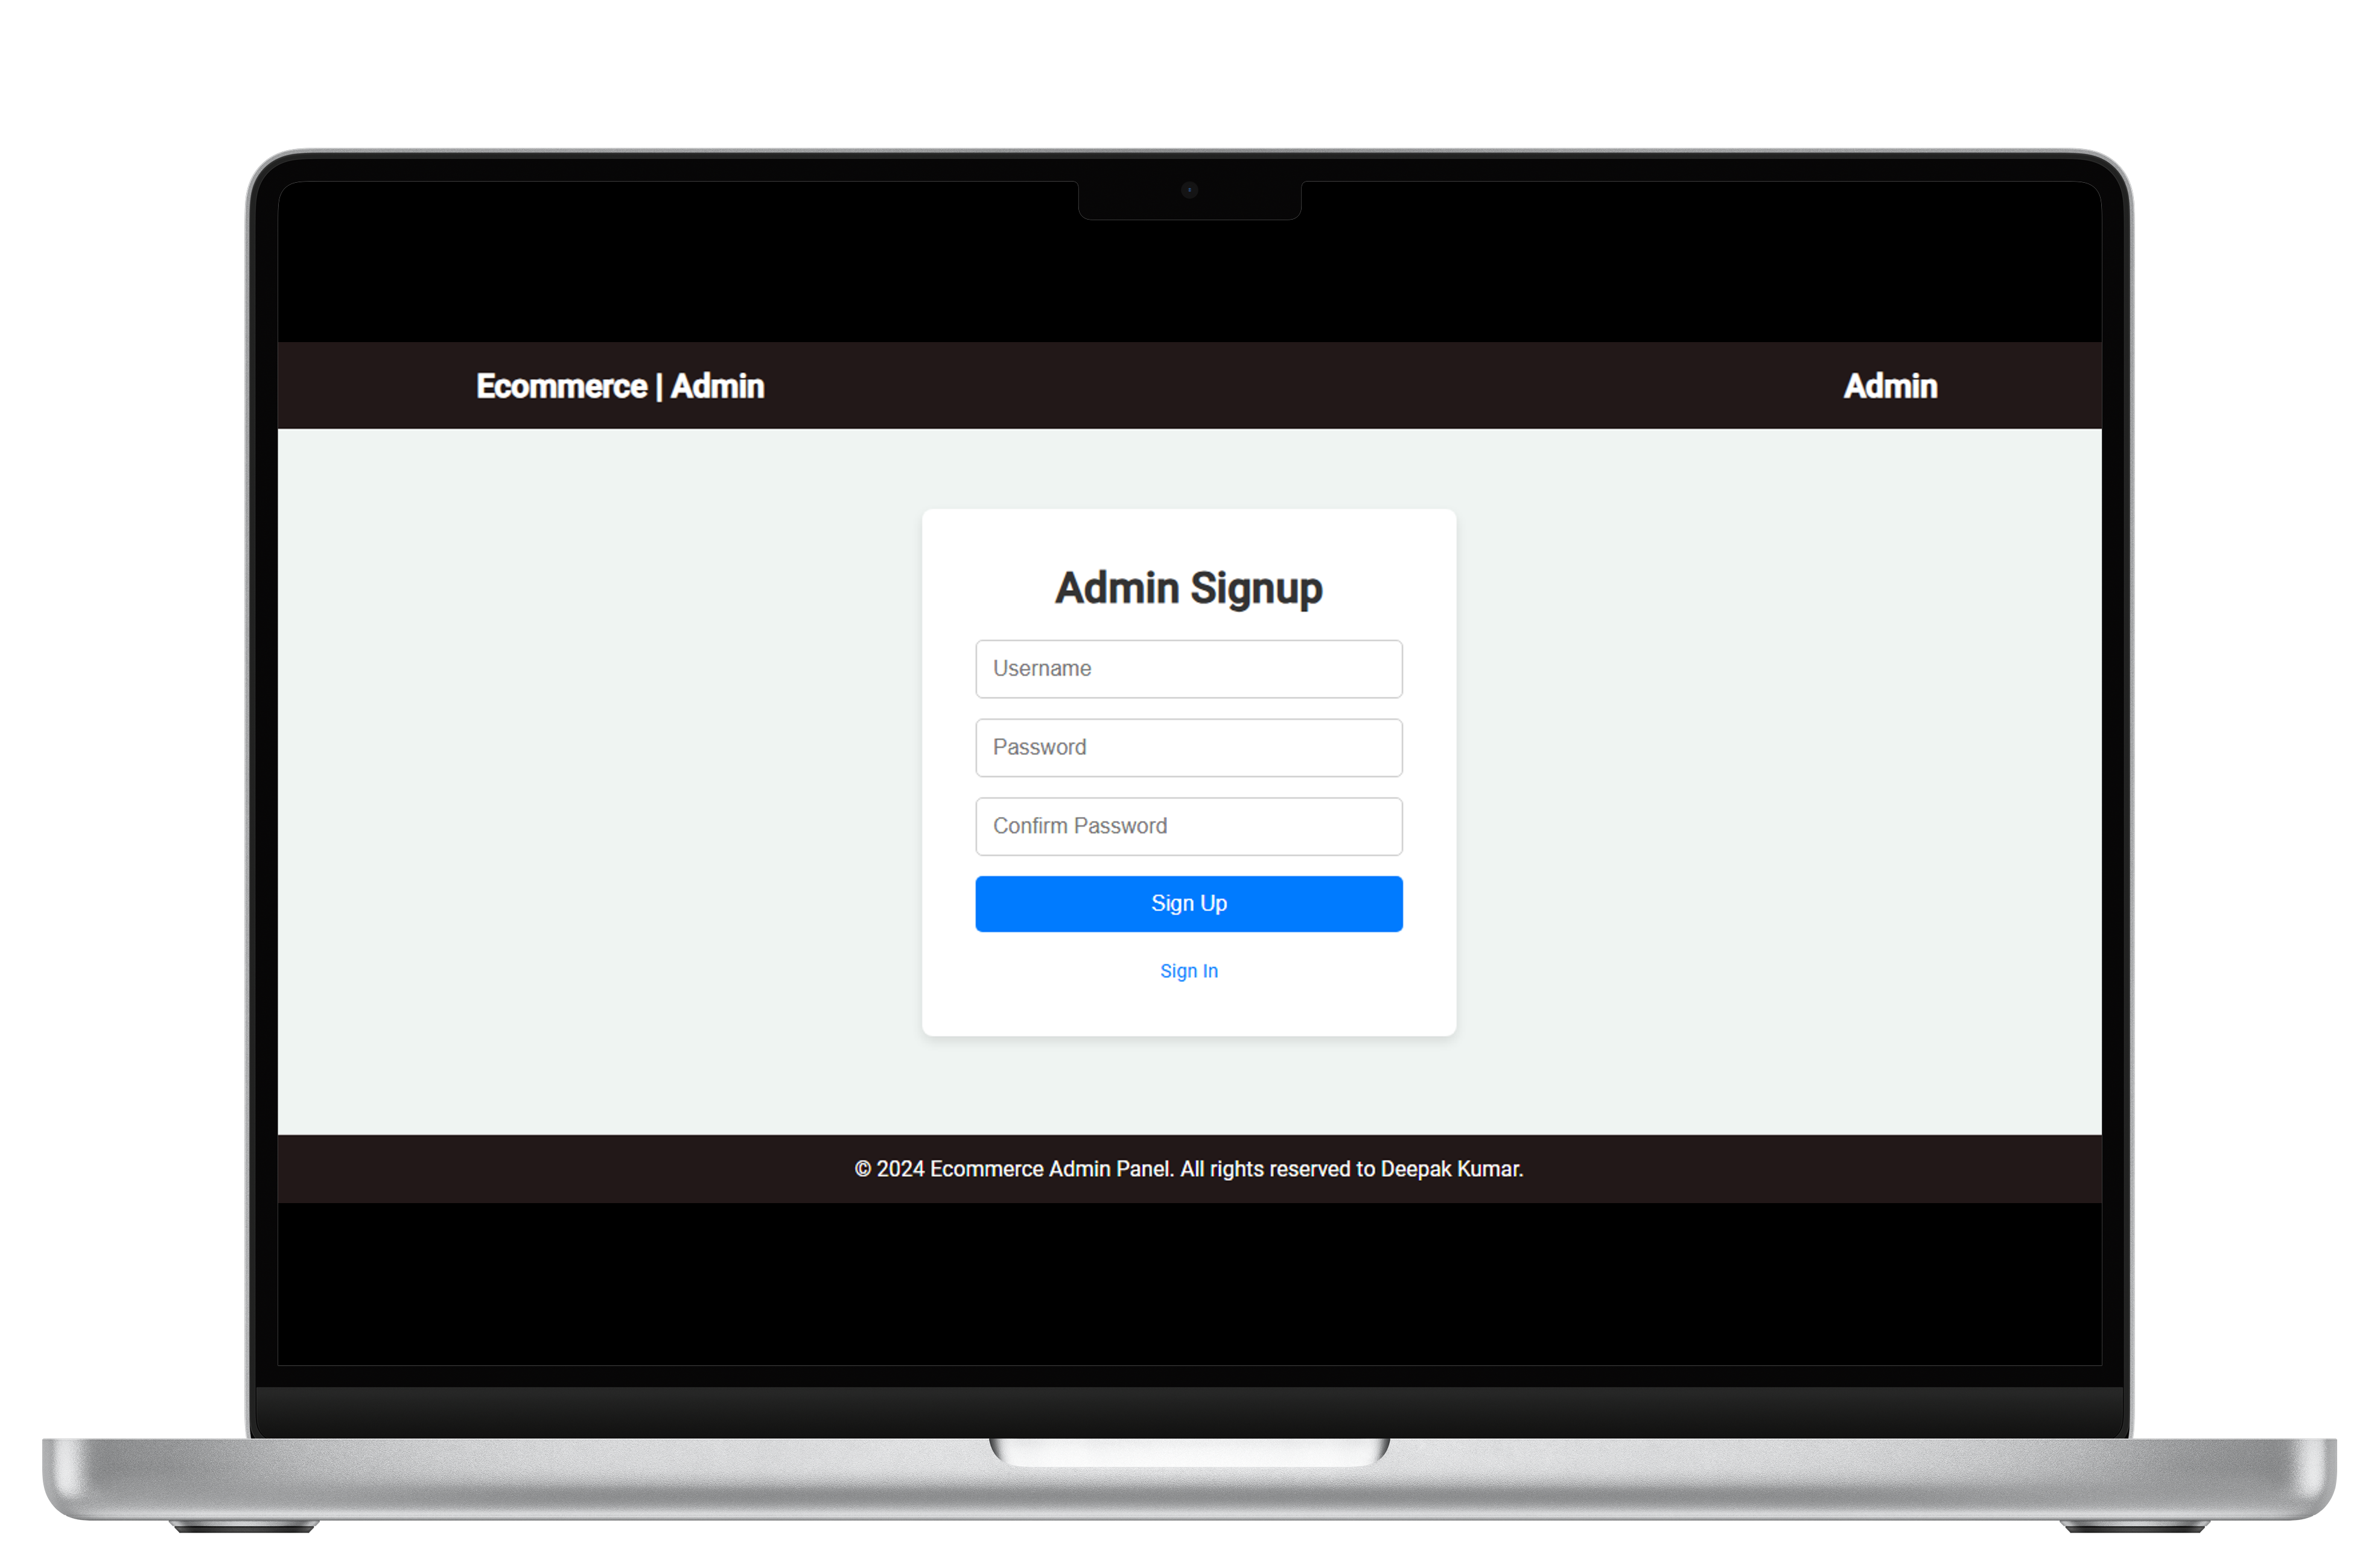 Ecommerce | Admin
Admin
Admin Signup
Username
Password
Confirm Password
Sign Up
Sign In
© 2024 Ecommerce Admin Panel. All rights reserved to Deepak Kumar.